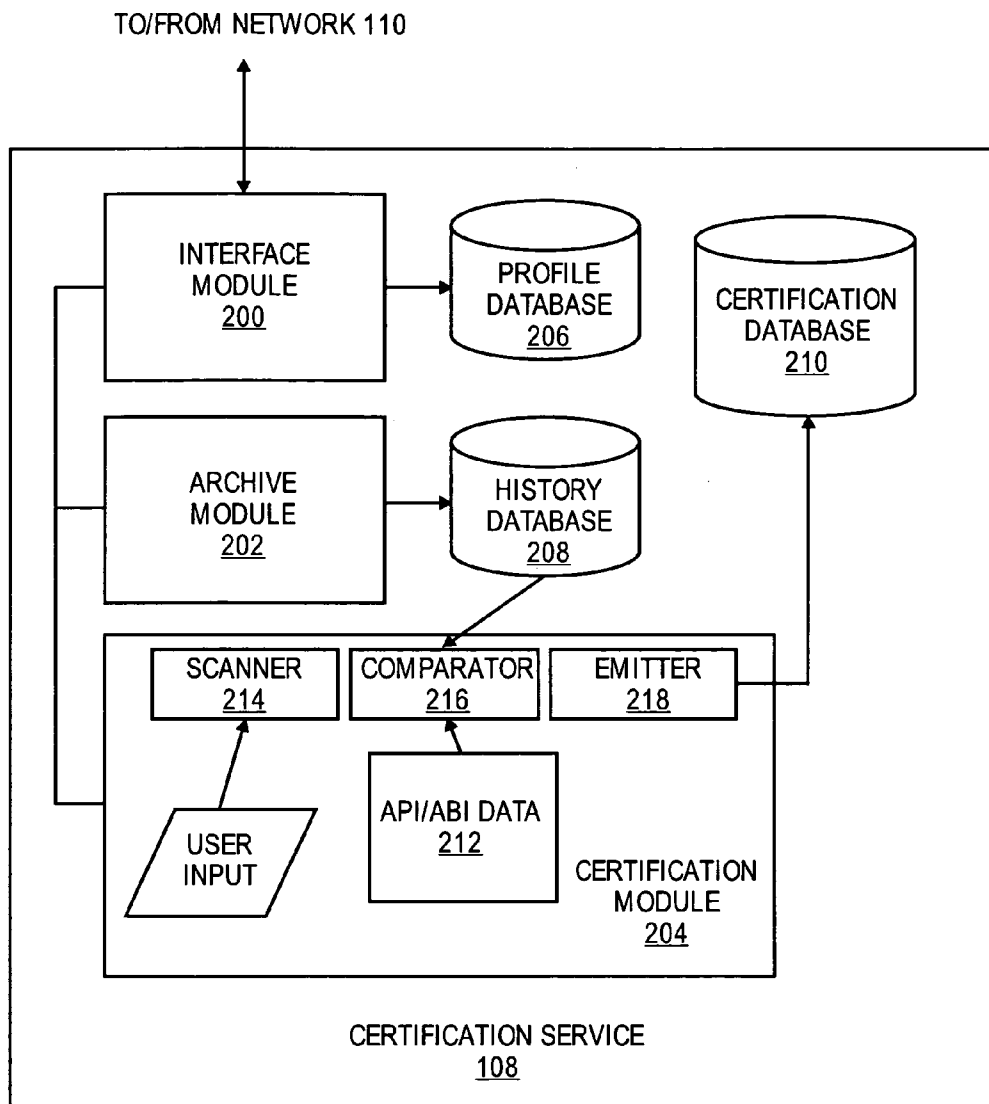 TO/FROM NETWORK 110
INTERFACE
MODULE
200
PROFILE
DATABASE
206
CERTIFICATION
DATABASE
210
ARCHIVE
MODULE
202
HISTORY
DATABASE
208
SCANNER
214
COMPARATOR
216
EMITTER
218
USER
INPUT
API/ABI DATA
212
CERTIFICATION
MODULE
204
CERTIFICATION SERVICE
108